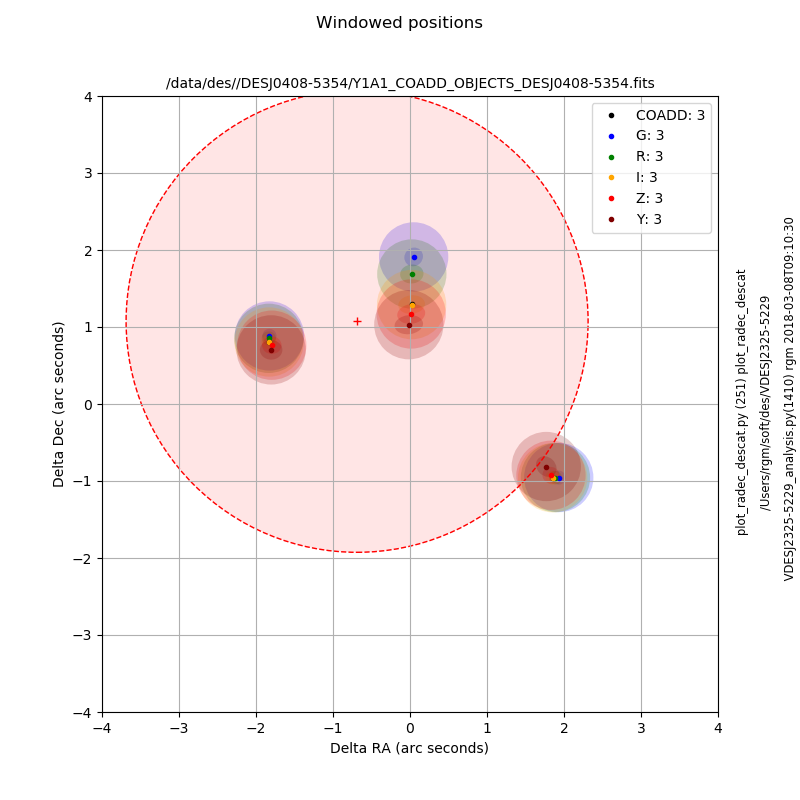 Windowed positions
/data/des//DESJ0408-5354/Y1A1_COADD_OBJECTS_DESJ0408-5354.fits
COADD: 3
G: 3
R: 3
I: 3
Z: 3
Y: 3
4
3
2
1
0
−1
−2
−3
−4
−4
−3
−2
−1
0
1
2
3
4
Delta RA (arc seconds)
Delta Dec (arc seconds)
plot_radec_descat.py (251) plot_radec_descat
/Users/rgm/soft/des/VDESJ2325-5229
VDESJ2325-5229_analysis.py(1410) rgm 2018-03-08T09:10:30